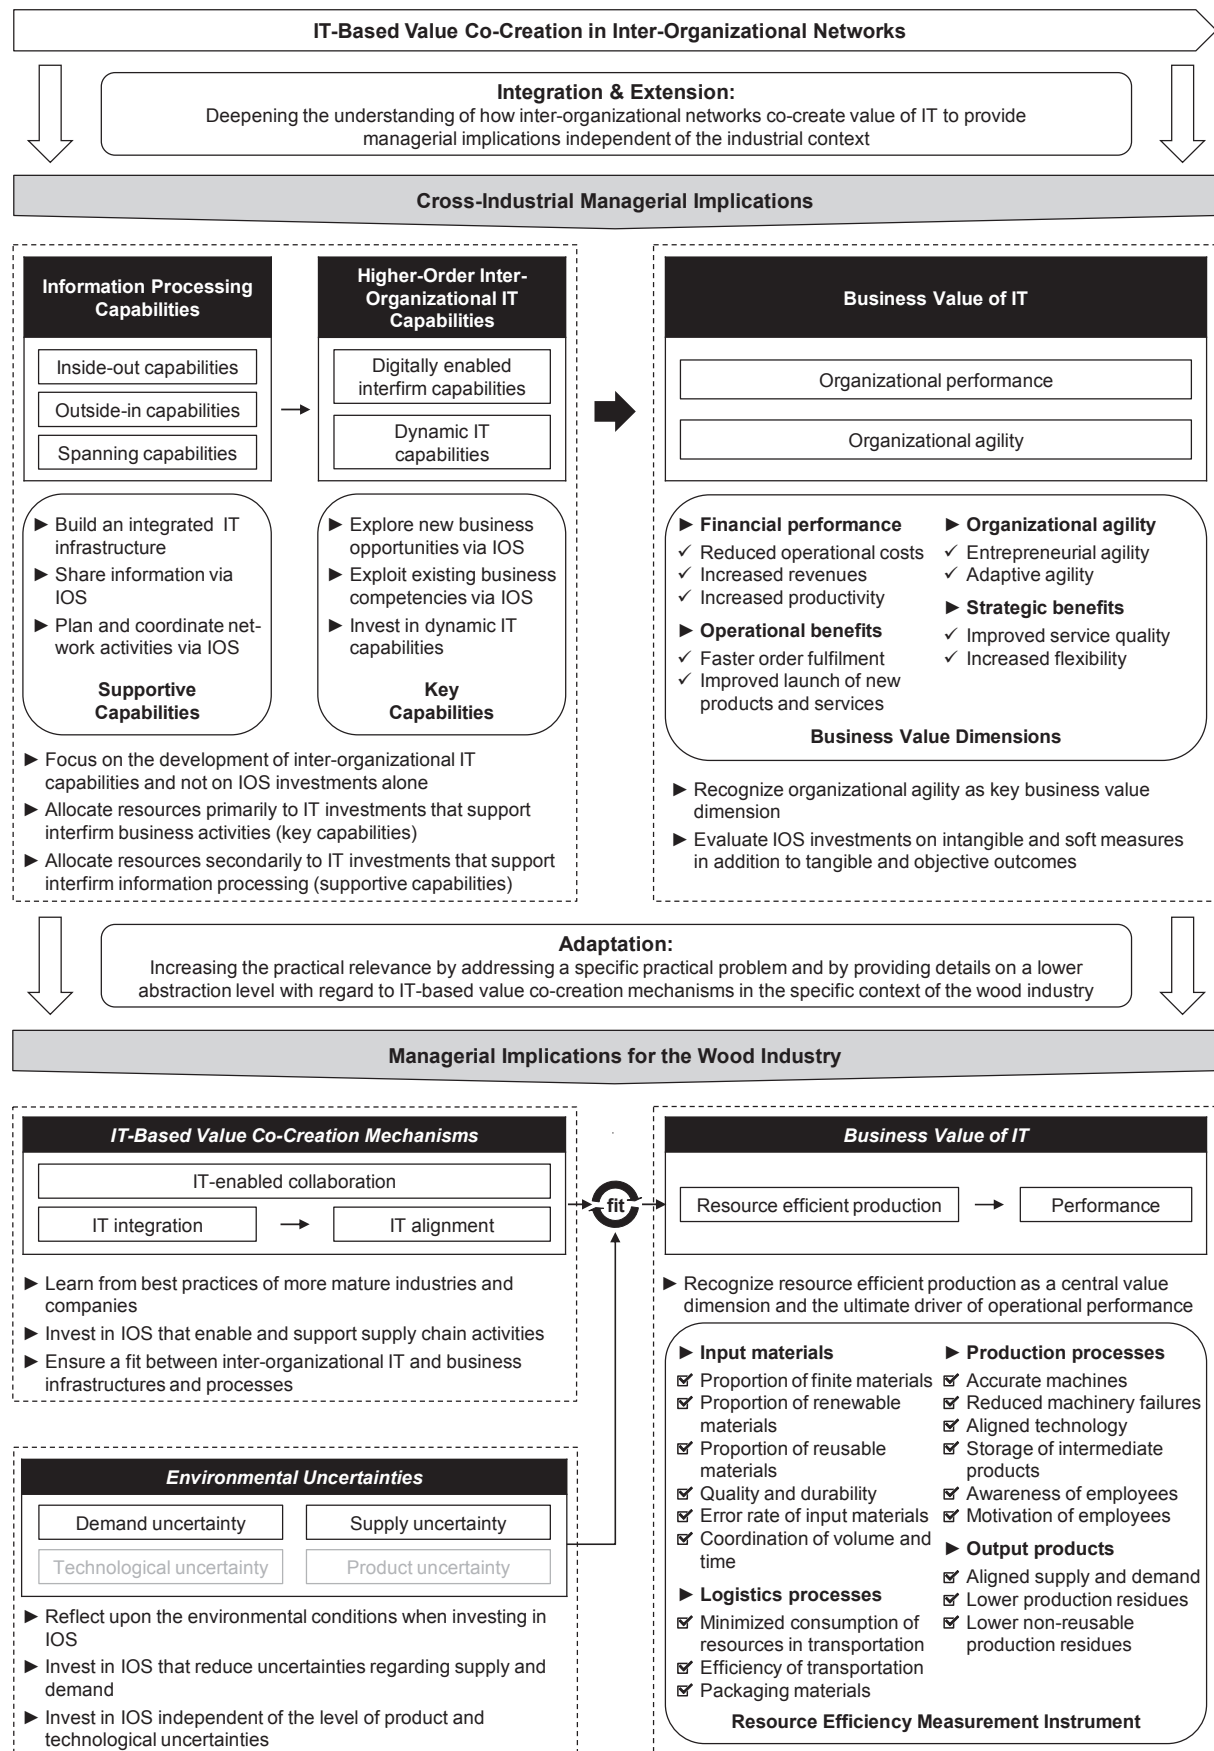 IT-Based Value Co-Creation in Inter-Organizational Networks
Integration & Extension:
Deepening the understanding of how inter-organizational networks co-create value of IT to provide
managerial implications independent of the industrial context
Cross-Industrial Managerial Implications
Information Processing
Capabilities
Inside-out capabilities
Outside-in capabilities
Spanning capabilities
Higher-Order Inter-
Organizational IT
Capabilities
Digitally enabled
interfirm capabilities
Dynamic IT
capabilities
Business Value of IT
Organizational performance
Organizational agility
► Build an integrated IT
infrastructure
► Share information via
IOS
► Plan and coordinate net-
work activities via IOS
Supportive
Capabilities
► Explore new business
opportunities via IOS
► Exploit existing business
competencies via IOS
► Invest in dynamic IT
capabilities
Key
Capabilities
► Financial performance
✓ Reduced operational costs
✓ Increased revenues
✓ Increased productivity
► Operational benefits
✓ Faster order fulfilment
✓ Improved launch of new
products and services
► Organizational agility
✓ Entrepreneurial agility
✓ Adaptive agility
► Strategic benefits
✓ Improved service quality
✓ Increased flexibility
Business Value Dimensions
► Focus on the development of inter-organizational IT
capabilities and not on IOS investments alone
► Allocate resources primarily to IT investments that support
interfirm business activities (key capabilities)
► Allocate resources secondarily to IT investments that support
interfirm information processing (supportive capabilities)
► Recognize organizational agility as key business value
dimension
► Evaluate IOS investments on intangible and soft measures
in addition to tangible and objective outcomes
Adaptation:
Increasing the practical relevance by addressing a specific practical problem and by providing details on a lower
abstraction level with regard to IT-based value co-creation mechanisms in the specific context of the wood industry
Managerial Implications for the Wood Industry
IT-Based Value Co-Creation Mechanisms
IT-enabled collaboration
IT integration
IT alignment
fit
Business Value of IT
Resource efficient production
Performance
► Learn from best practices of more mature industries and
companies
► Invest in IOS that enable and support supply chain activities
► Ensure a fit between inter-organizational IT and business
infrastructures and processes
Environmental Uncertainties
Demand uncertainty
Supply uncertainty
Technological uncertainty
Product uncertainty
► Reflect upon the environmental conditions when investing in
IOS
► Invest in IOS that reduce uncertainties regarding supply and
demand
► Invest in IOS independent of the level of product and
technological uncertainties
► Recognize resource efficient production as a central value
dimension and the ultimate driver of operational performance
► Input materials
☑ Proportion of finite materials
☑ Proportion of renewable
materials
☑ Proportion of reusable
materials
☑ Quality and durability
☑ Error rate of input materials
☑ Coordination of volume and
time
► Logistics processes
☑ Minimized consumption of
resources in transportation
☑ Efficiency of transportation
☑ Packaging materials
► Production processes
☑ Accurate machines
☑ Reduced machinery failures
☑ Aligned technology
☑ Storage of intermediate
products
☑ Awareness of employees
☑ Motivation of employees
► Output products
☑ Aligned supply and demand
☑ Lower production residues
☑ Lower non-reusable
production residues
Resource Efficiency Measurement Instrument